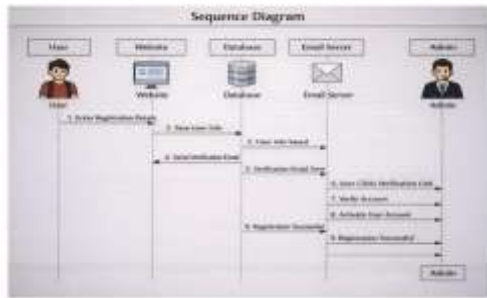 Sequence Diagram
User Website Database Email Server Admin
User Website Database Email Server Admin
1. Enter Registration Details
2. Store User Info
3. User Info Saved
4. Send Verification Email
5. Verification Email Sent
6. User Clicks Verification Link
7. Verify Account
8. Activate User Account
9. Registration Successful
9. Registration Successful
Admin